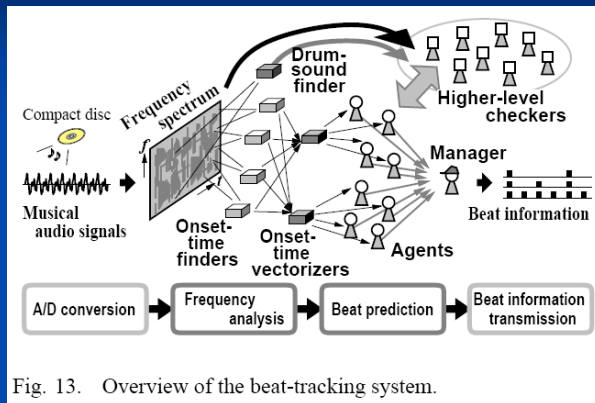 Drum-
sound
finder
Frequency
spectrum
Compact disc
f
t
Higher-level
checkers
Manager
Musical
audio signals
Onset-
time
finders
Onset-
time
vectorizers
Agents
Beat information
A/D conversion
Frequency
analysis
Beat prediction
Beat information
transmission
Fig. 13. Overview of the beat-tracking system.